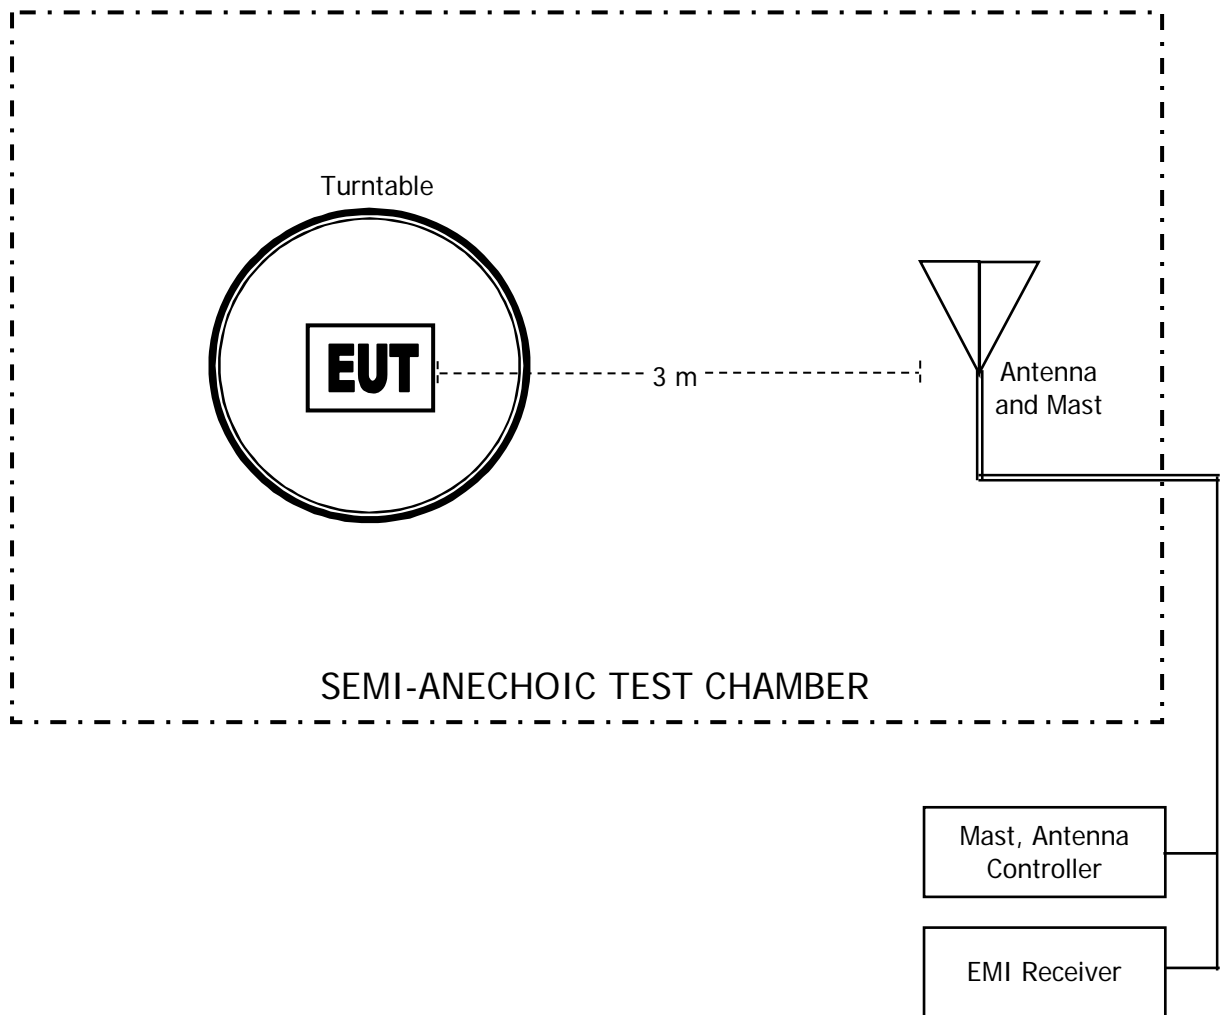 Turntable
EUT
3 m
Antenna
and Mast
SEMI-ANECHOIC TEST CHAMBER
Mast, Antenna
Controller
EMI Receiver